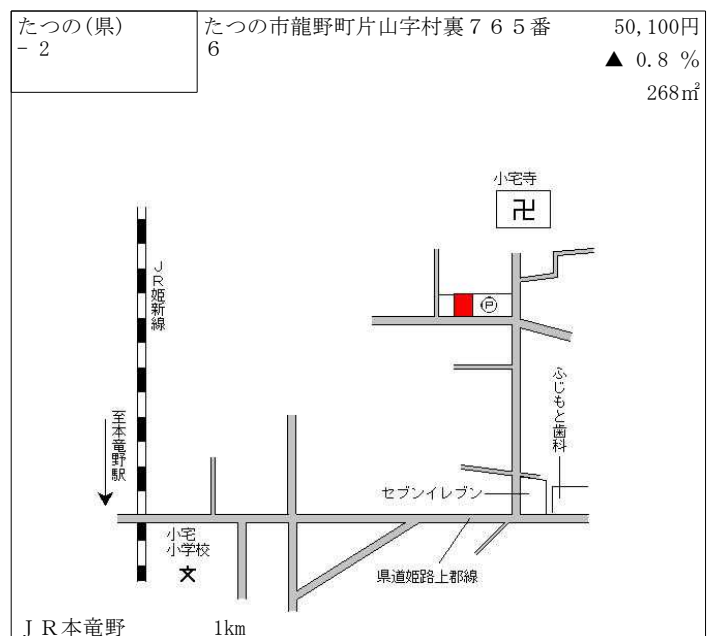 たつの(県)
- 2
たつの市龍野町片山字村裏７６５番
6
50,100円
▲ 0.8 %
268㎡
小宅寺
卍
ＪＲ姫新線
Ｐ
ふじもと歯科
至本竜野駅
セブンイレブン
小宅
小学校
文
県道姫路上郡線
ＪＲ本竜野 1km